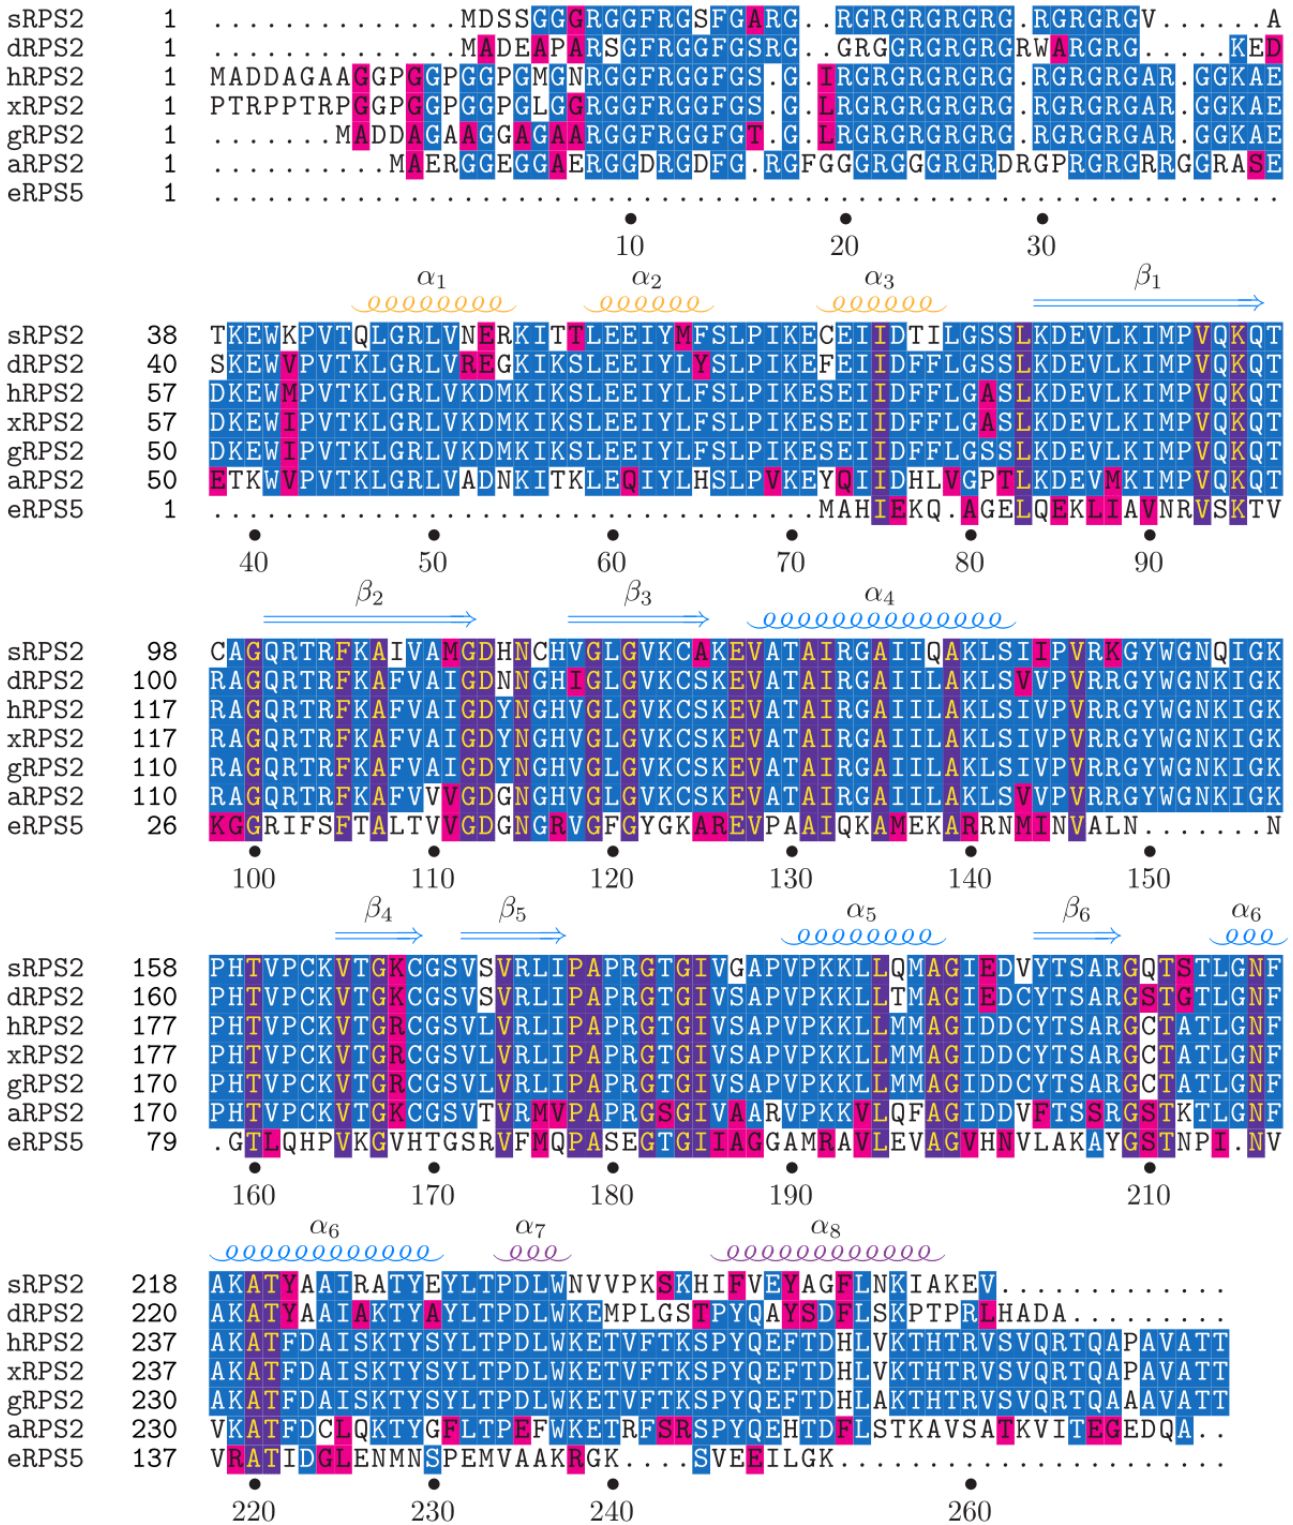 sRPS2 1 ..............MDSSGGGRGGFRGSFGARG..RGRGRGRGRG.RGRGRGV......A
dRPS2 1 ..............MADEAPARSGFRGGFGSRG..GRGGRGRGRGRWARGRG.....KED
hRPS2 1 MADDAGAAGGPGGPGGPGMGNRGGFRGGFGS.G.IRGRGRGRGRG.RGRGRGAR.GGKAE
xRPS2 1 PTRPPTRPGGPGGPGGPGLGGRGGFRGGFGS.G.LRGRGRGRGRG.RGRGRGAR.GGKAE
gRPS2 1 .......MADDAGAAGGAGAARGGFRGGFGT.G.LRGRGRGRGRG.RGRGRGAR.GGKAE
aRPS2 1 ..........MAERGGEGGAERGGDRGDFG.RGFGGGRGGGRGRDRGPRGRGRRGGRASE
eRPS5 1 ............................................................
10 20 30
α1 α2 α3 β1
sRPS2 38 TKEWKPVTQLGRLVNERKITTLEEIYMFSLPIKECEIIDTILGSSLKDEVLKIMPVQKQT
dRPS2 40 SKEWVPVTKLGRLVREGKIKSLEEIYLYSLPIKEFEIIDFFLGSSLKDEVLKIMPVQKQT
hRPS2 57 DKEWMPVTKLGRLVKDMKIKSLEEIYLFSLPIKESEIIDFFLGASLKDEVLKIMPVQKQT
xRPS2 57 DKEWIPVTKLGRLVKDMKIKSLEEIYLFSLPIKESEIIDFFLGASLKDEVLKIMPVQKQT
gRPS2 50 DKEWIPVTKLGRLVKDMKIKSLEEIYLFSLPIKESEIIDFFLGSSLKDEVLKIMPVQKQT
aRPS2 50 ETKWVPVTKLGRLVADNKITKLEQIYLHSLPVKEYQIIDHLVGPTLKDEVMKIMPVQKQT
eRPS5 1 ..................................MAHIEKQ.AGELQEKLIAVNRVSKTV
40 50 60 70 80 90
β2 β3 α4
sRPS2 98 CAGQRTRFKAIVAMGDHNCHVGLGVKCAKEVATAIRGAIIQAKLSIIPVRKGYWGNQIGK
dRPS2 100 RAGQRTRFKAFVAIGDNNGHIGLGVKCSKEVATAIRGAIILAKLSVVPVRRGYWGNKIGK
hRPS2 117 RAGQRTRFKAFVAIGDYNGHVGLGVKCSKEVATAIRGAIILAKLSIVPVRRGYWGNKIGK
xRPS2 117 RAGQRTRFKAFVAIGDYNGHVGLGVKCSKEVATAIRGAIILAKLSIVPVRRGYWGNKIGK
gRPS2 110 RAGQRTRFKAFVAIGDYNGHVGLGVKCSKEVATAIRGAIILAKLSIVPVRRGYWGNKIGK
aRPS2 110 RAGQRTRFKAFVVVGDGNGHVGLGVKCSKEVATAIRGAIILAKLSVVPVRRGYWGNKIGK
eRPS5 26 KGGRIFSFTALTVVGDGNGRVGFGYGKAREVPAAIQKAMEKARRNMINVALN.......N
100 110 120 130 140 150
β4 β5 α5 β6 α6
sRPS2 158 PHTVPCKVTGKCGSVSVRLIPAPRGTGIVGAPVPKKLLQMAGIEDVYTSARGQTSTLGNF
dRPS2 160 PHTVPCKVTGKCGSVSVRLIPAPRGTGIVSAPVPKKLLTMAGIEDCYTSARGSTGTLGNF
hRPS2 177 PHTVPCKVTGRCGSVLVRLIPAPRGTGIVSAPVPKKLLMMAGIDDCYTSARGCTATLGNF
xRPS2 177 PHTVPCKVTGRCGSVLVRLIPAPRGTGIVSAPVPKKLLMMAGIDDCYTSARGCTATLGNF
gRPS2 170 PHTVPCKVTGRCGSVLVRLIPAPRGTGIVSAPVPKKLLMMAGIDDCYTSARGCTATLGNF
aRPS2 170 PHTVPCKVTGKCGSVTVRMVPAPRGSGIVAARVPKKVLQFAGIDDVFTSSRGSTKTLGNF
eRPS5 79 .GTLQHPVKGVHTGSRVFMQPASEGTGIIAGGAMRAVLEVAGVHNVLAKAYGSTNPI.NV
160 170 180 190 210
α6 α7 α8
sRPS2 218 AKATYAAIRATYEYLTPDLWNVVPKSKHIFVEYAGFLNKIAKEV.............
dRPS2 220 AKATYAAIAKTYAYLTPDLWKEMPLGSTPYQAYSDFLSKPTPRLHADA.........
hRPS2 237 AKATFDAISKTYSYLTPDLWKETVFTKSPYQEFTDHLVKTHTRVSVQRTQAPAVATT
xRPS2 237 AKATFDAISKTYSYLTPDLWKETVFTKSPYQEFTDHLVKTHTRVSVQRTQAPAVATT
gRPS2 230 AKATFDAISKTYSYLTPDLWKETVFTKSPYQEFTDHLAKTHTRVSVQRTQAAAVATT
aRPS2 230 VKATFDCLQKTYGFLTPEFWKETRFSRSPYQEHTDFLSTKAVSATKVITEGEDQA..
eRPS5 137 VRATIDGLENMNSPEMVAAKRGK....SVEEILGK......................
220 230 240 260